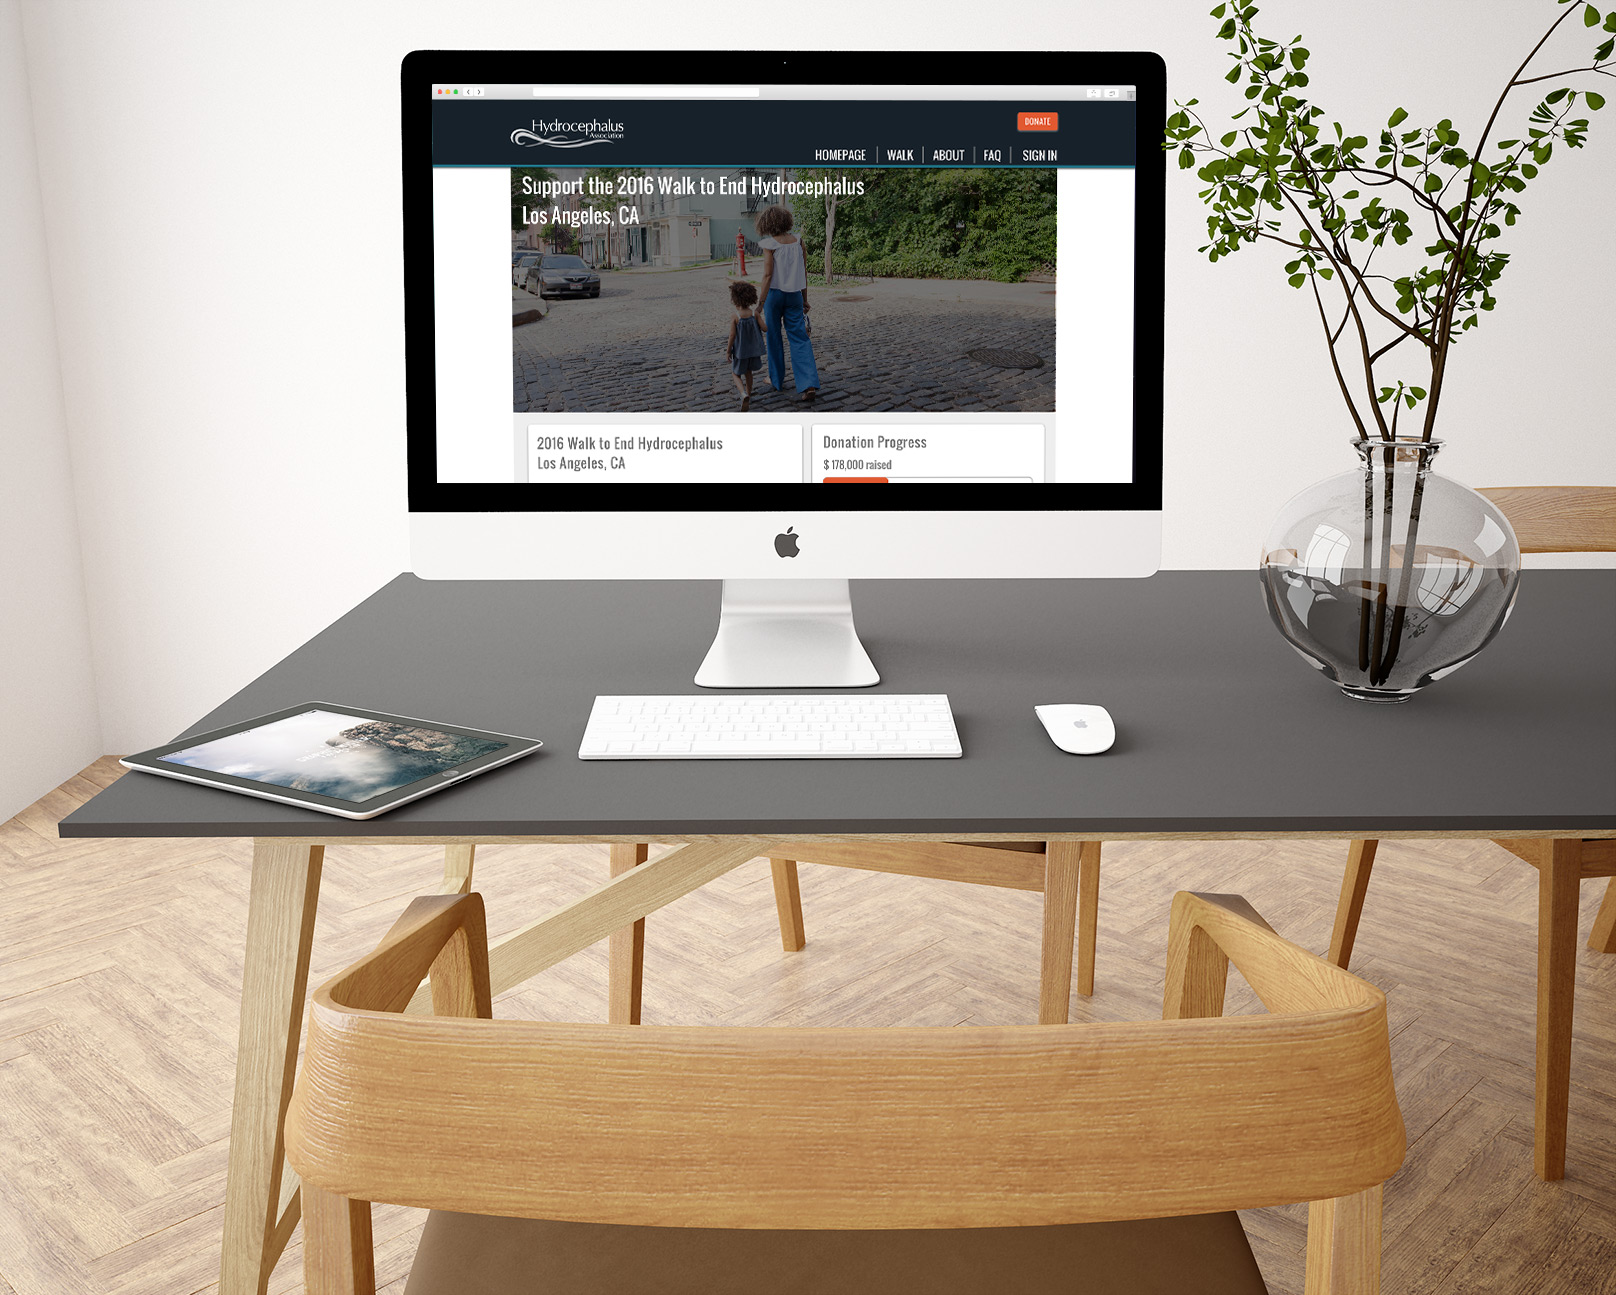 Hydrocephalus
Association
DONATE
HOMEPAGE
WALK
ABOUT
FAQ
SIGN IN
Support the 2016 Walk to End Hydrocephalus
Los Angeles, CA
2016 Walk to End Hydrocephalus
Los Angeles, CA
Donation Progress
$ 178,000 raised